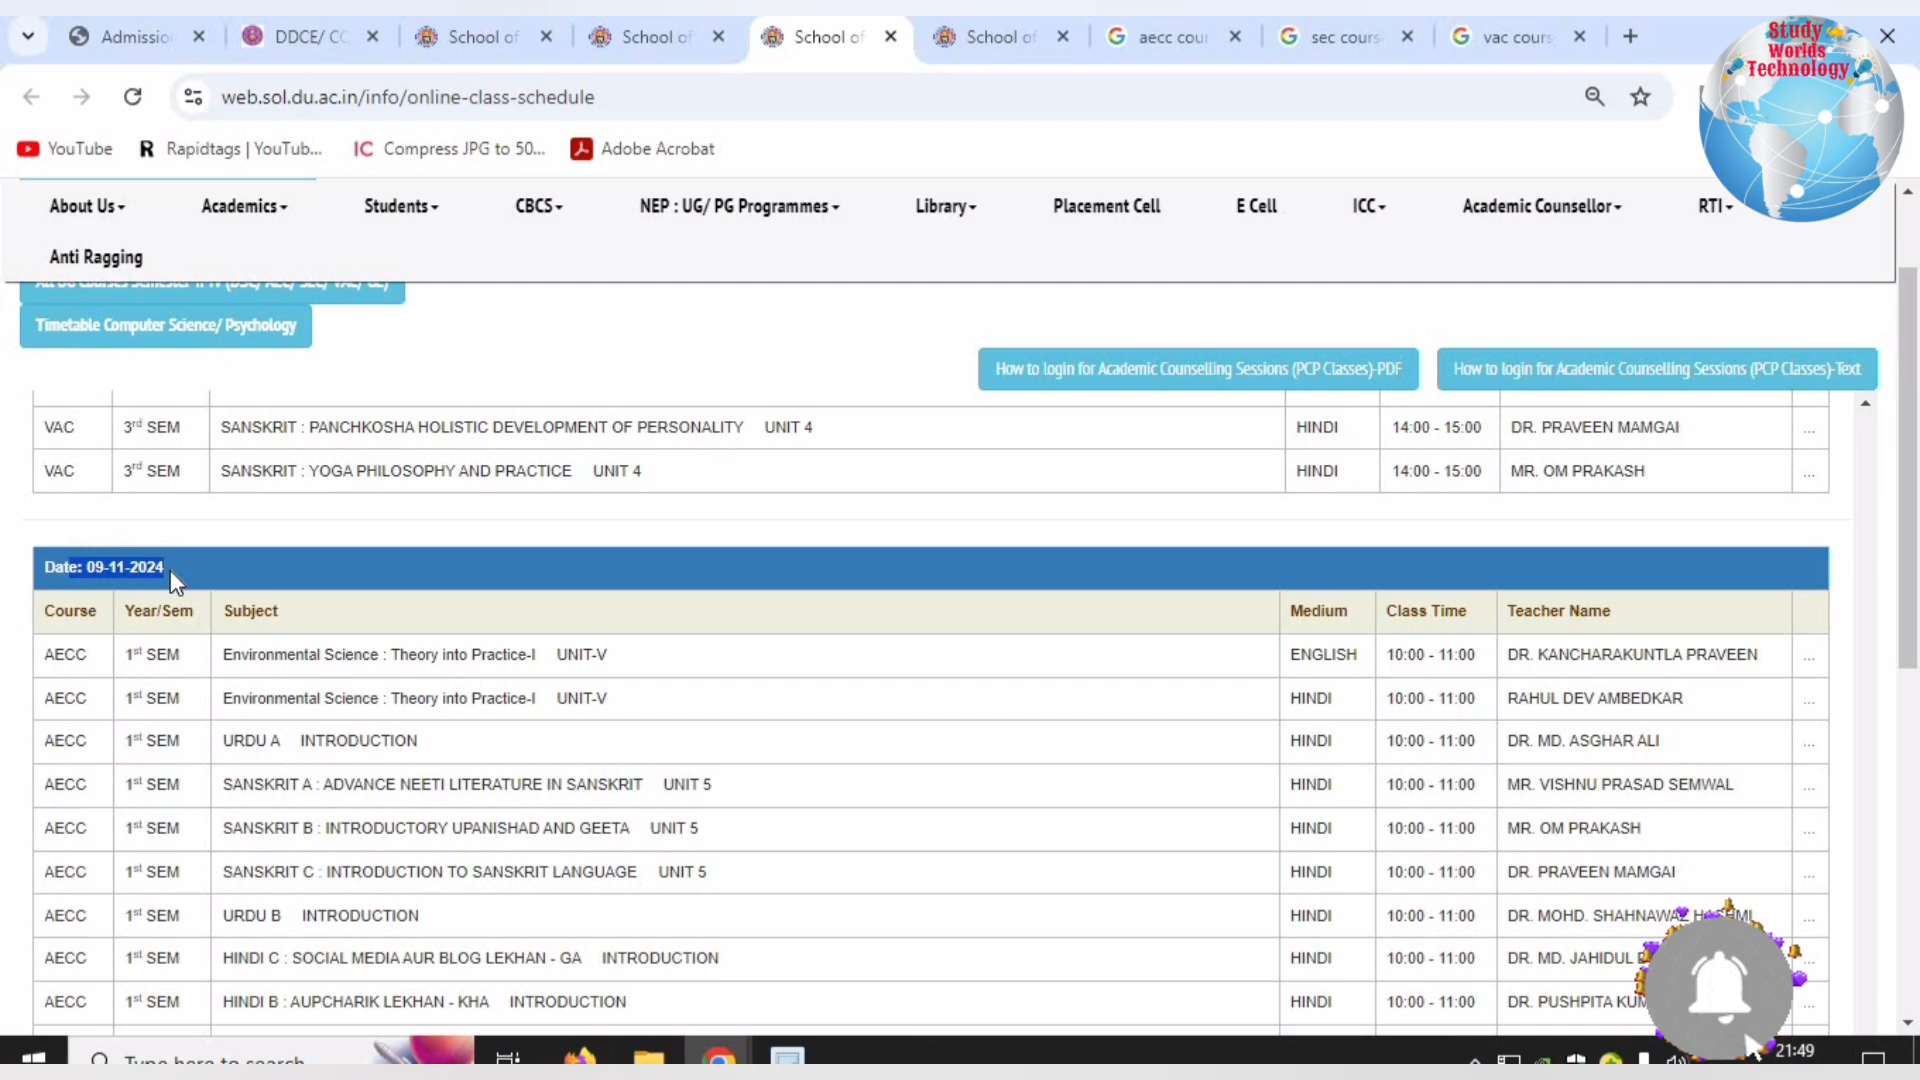 Admissio
DDCE/ CC
School of
School of
School of
School of
aecc cour
sec cours
vac cours
Study
Worlds
Technology
web.sol.du.ac.in/info/online-class-schedule
YouTube
Rapidtags | YouTub...
IC Compress JPG to 50...
Adobe Acrobat
About Us
Academics
Students
CBCS
NEP : UG/ PG Programmes
Library
Placement Cell
E Cell
ICC
Academic Counsellor
RTI
Anti Ragging
Timetable Computer Science/ Psychology
How to login for Academic Counselling Sessions (PCP Classes)-PDF
How to login for Academic Counselling Sessions (PCP Classes)-Text
VAC 3rd SEM SANSKRIT : PANCHKOSHA HOLISTIC DEVELOPMENT OF PERSONALITY UNIT 4 HINDI 14:00 - 15:00 DR. PRAVEEN MAMGAI ...
VAC 3rd SEM SANSKRIT : YOGA PHILOSOPHY AND PRACTICE UNIT 4 HINDI 14:00 - 15:00 MR. OM PRAKASH ...
Date: 09-11-2024
Course Year/Sem Subject Medium Class Time Teacher Name
AECC 1st SEM Environmental Science : Theory into Practice-I UNIT-V ENGLISH 10:00 - 11:00 DR. KANCHARAKUNTLA PRAVEEN ...
AECC 1st SEM Environmental Science : Theory into Practice-I UNIT-V HINDI 10:00 - 11:00 RAHUL DEV AMBEDKAR ...
AECC 1st SEM URDU A INTRODUCTION HINDI 10:00 - 11:00 DR. MD. ASGHAR ALI ...
AECC 1st SEM SANSKRIT A : ADVANCE NEETI LITERATURE IN SANSKRIT UNIT 5 HINDI 10:00 - 11:00 MR. VISHNU PRASAD SEMWAL ...
AECC 1st SEM SANSKRIT B : INTRODUCTORY UPANISHAD AND GEETA UNIT 5 HINDI 10:00 - 11:00 MR. OM PRAKASH ...
AECC 1st SEM SANSKRIT C : INTRODUCTION TO SANSKRIT LANGUAGE UNIT 5 HINDI 10:00 - 11:00 DR. PRAVEEN MAMGAI ...
AECC 1st SEM URDU B INTRODUCTION HINDI 10:00 - 11:00 DR. MOHD. SHAHNAWAZ ...
AECC 1st SEM HINDI C : SOCIAL MEDIA AUR BLOG LEKHAN - GA INTRODUCTION HINDI 10:00 - 11:00 DR. MD. JAHIDUL ...
AECC 1st SEM HINDI B : AUPCHARIK LEKHAN - KHA INTRODUCTION HINDI 10:00 - 11:00 DR. PUSHPITA ...
Type here to search
21:49